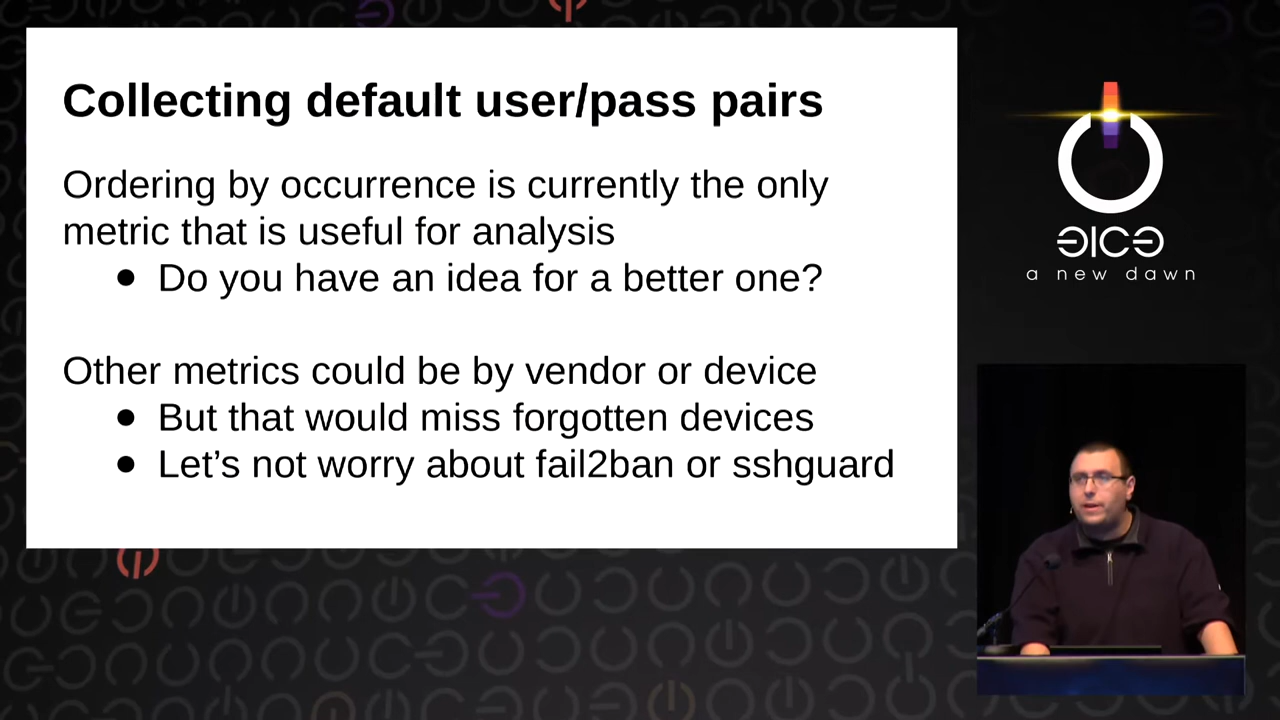 Collecting default user/pass pairs
Ordering by occurrence is currently the only
metric that is useful for analysis
● Do you have an idea for a better one?
Other metrics could be by vendor or device
● But that would miss forgotten devices
● Let’s not worry about fail2ban or sshguard
a new dawn